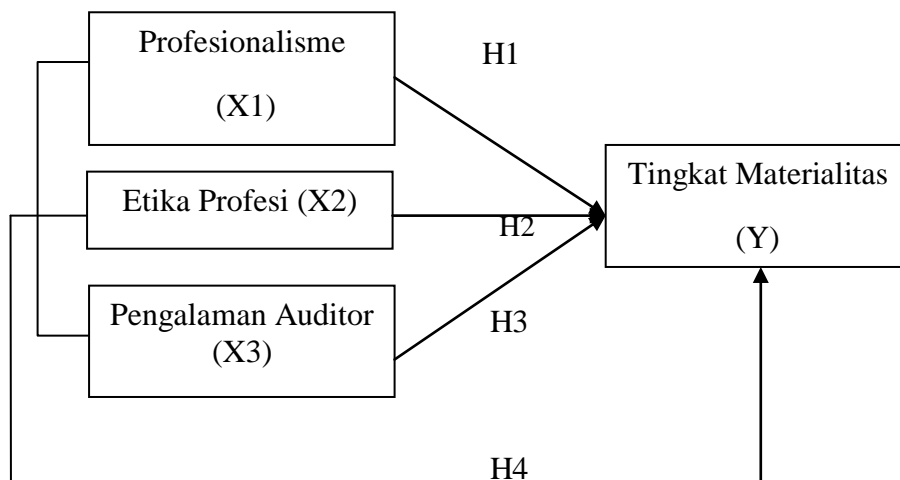 Profesionalisme
(X1)
H1
Etika Profesi (X2)
H2
Pengalaman Auditor
(X3)
H3
Tingkat Materialitas
(Y)
H4